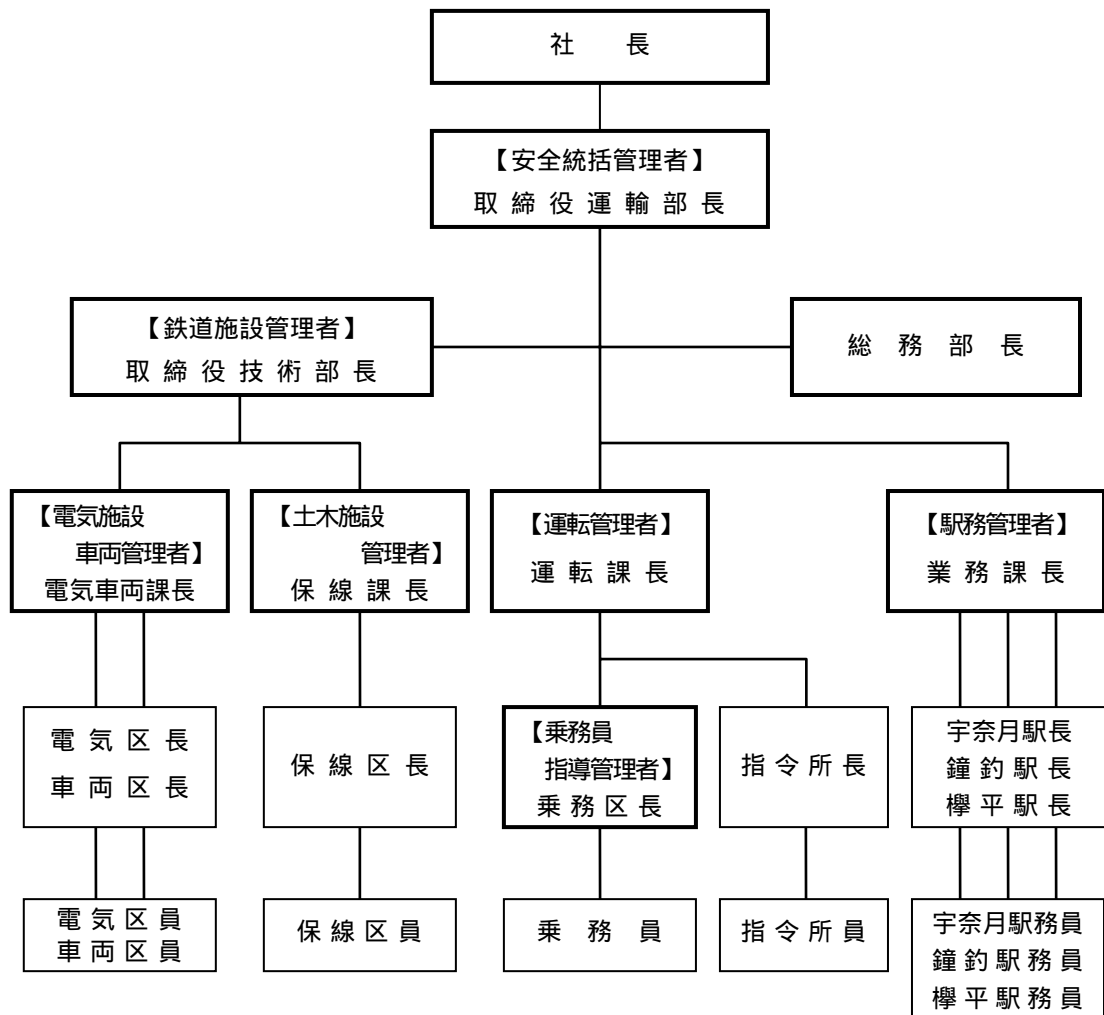 社長
【安全統括管理者】
取締役運輸部長
【鉄道施設管理者】
取締役技術部長
総務部長
【電気施設
車両管理者】
電気車両課長
【土木施設
管理者】
保線課長
【運転管理者】
運転課長
【駅務管理者】
業務課長
電気区長
車両区長
保線区長
【乗務員
指導管理者】
乗務区長
指令所長
宇奈月駅長
鐘釣駅長
欅平駅長
電気区員
車両区員
保線区員
乗務員
指令所員
宇奈月駅務員
鐘釣駅務員
欅平駅務員